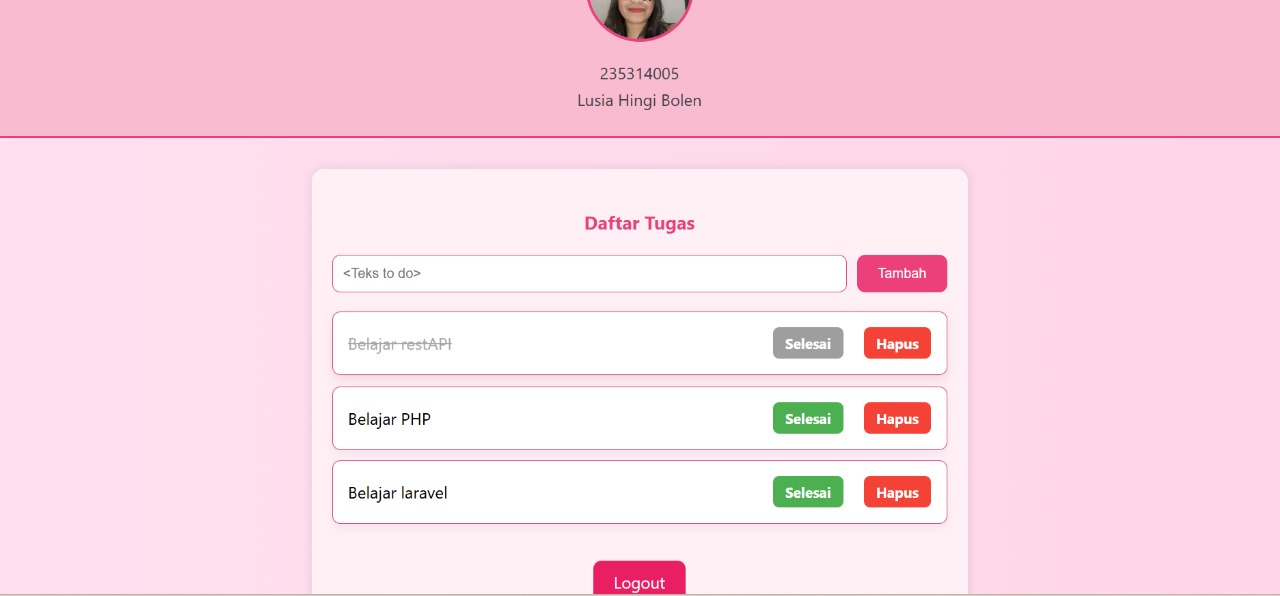 235314005
Lusia Hingi Bolen
Daftar Tugas
<Teks to do> Tambah
Belajar restAPI Selesai Hapus
Belajar PHP Selesai Hapus
Belajar laravel Selesai Hapus
Logout